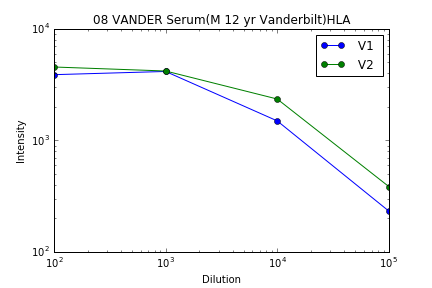 08 VANDER Serum(M 12 yr Vanderbilt)HLA
V1
V2
Intensity
10^4
10^3
10^2
10^2 10^3 10^4 10^5
Dilution